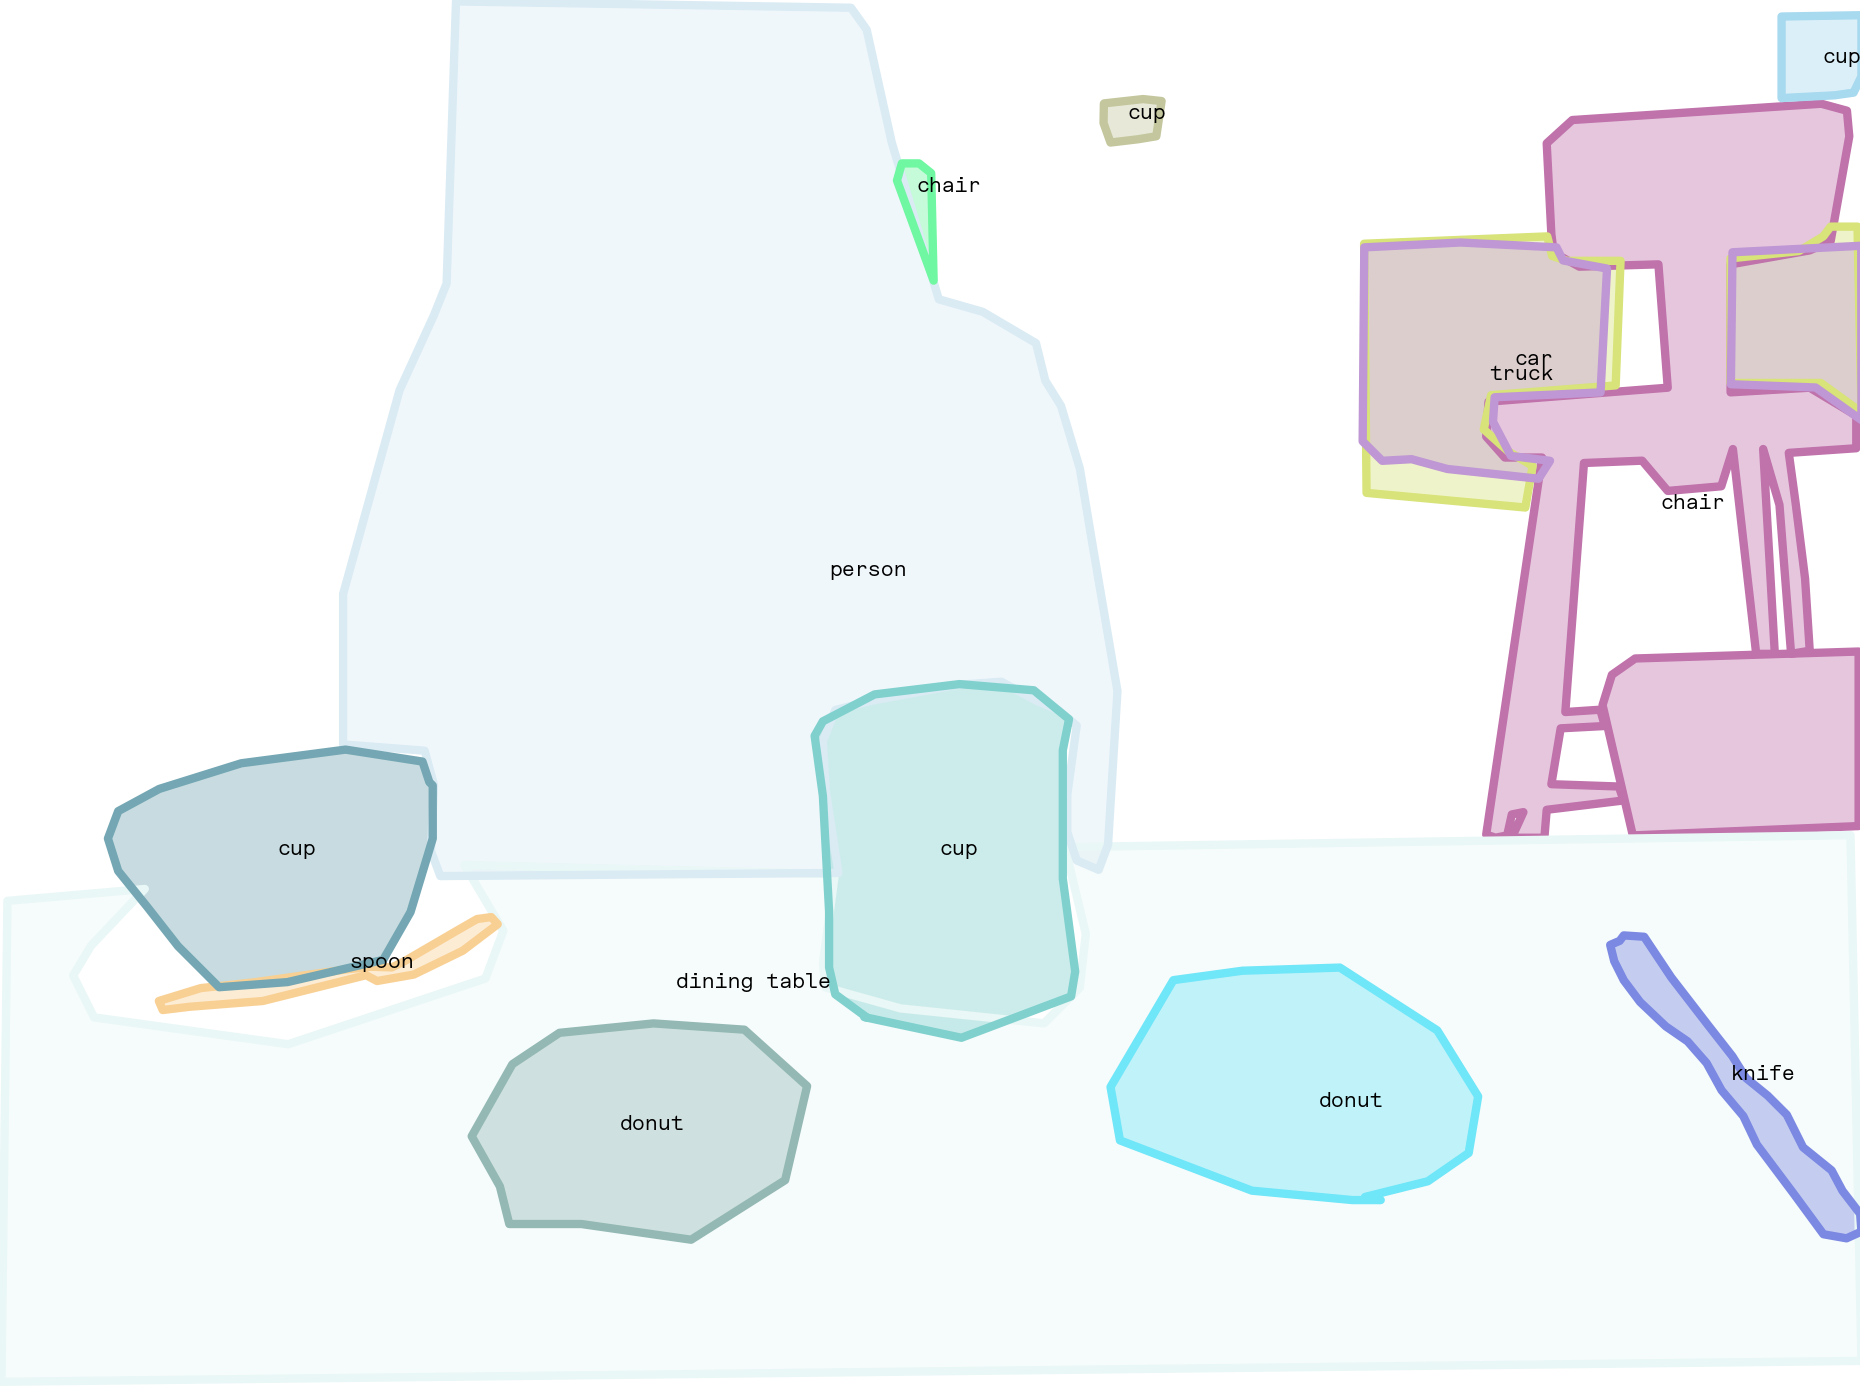 cup
cup
chair
car
truck
chair
person
cup
cup
spoon
dining table
knife
donut
donut